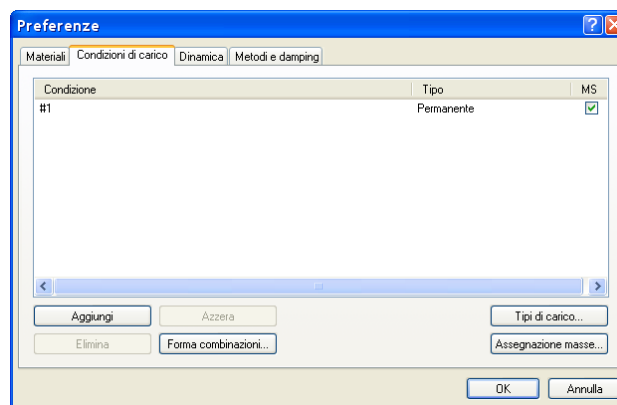 Preferenze
Materiali Condizioni di carico Dinamica Metodi e damping
Condizione Tipo MS
#1 Permanente
Aggiungi Azzera Tipi di carico...
Elimina Forma combinazioni... Assegnazione masse...
OK Annulla